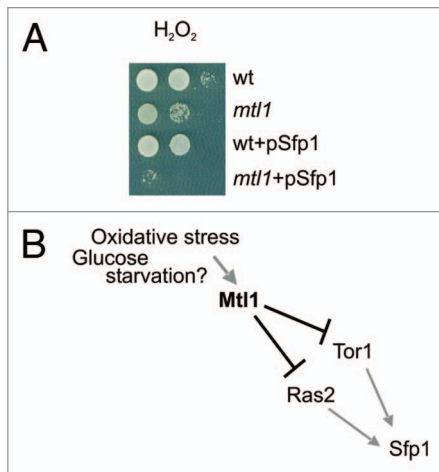 A
H2O2
wt
mtl1
wt+pSfp1
mtl1+pSfp1
B
Oxidative stress
Glucose
starvation?
Mtl1
Tor1
Ras2
Sfp1